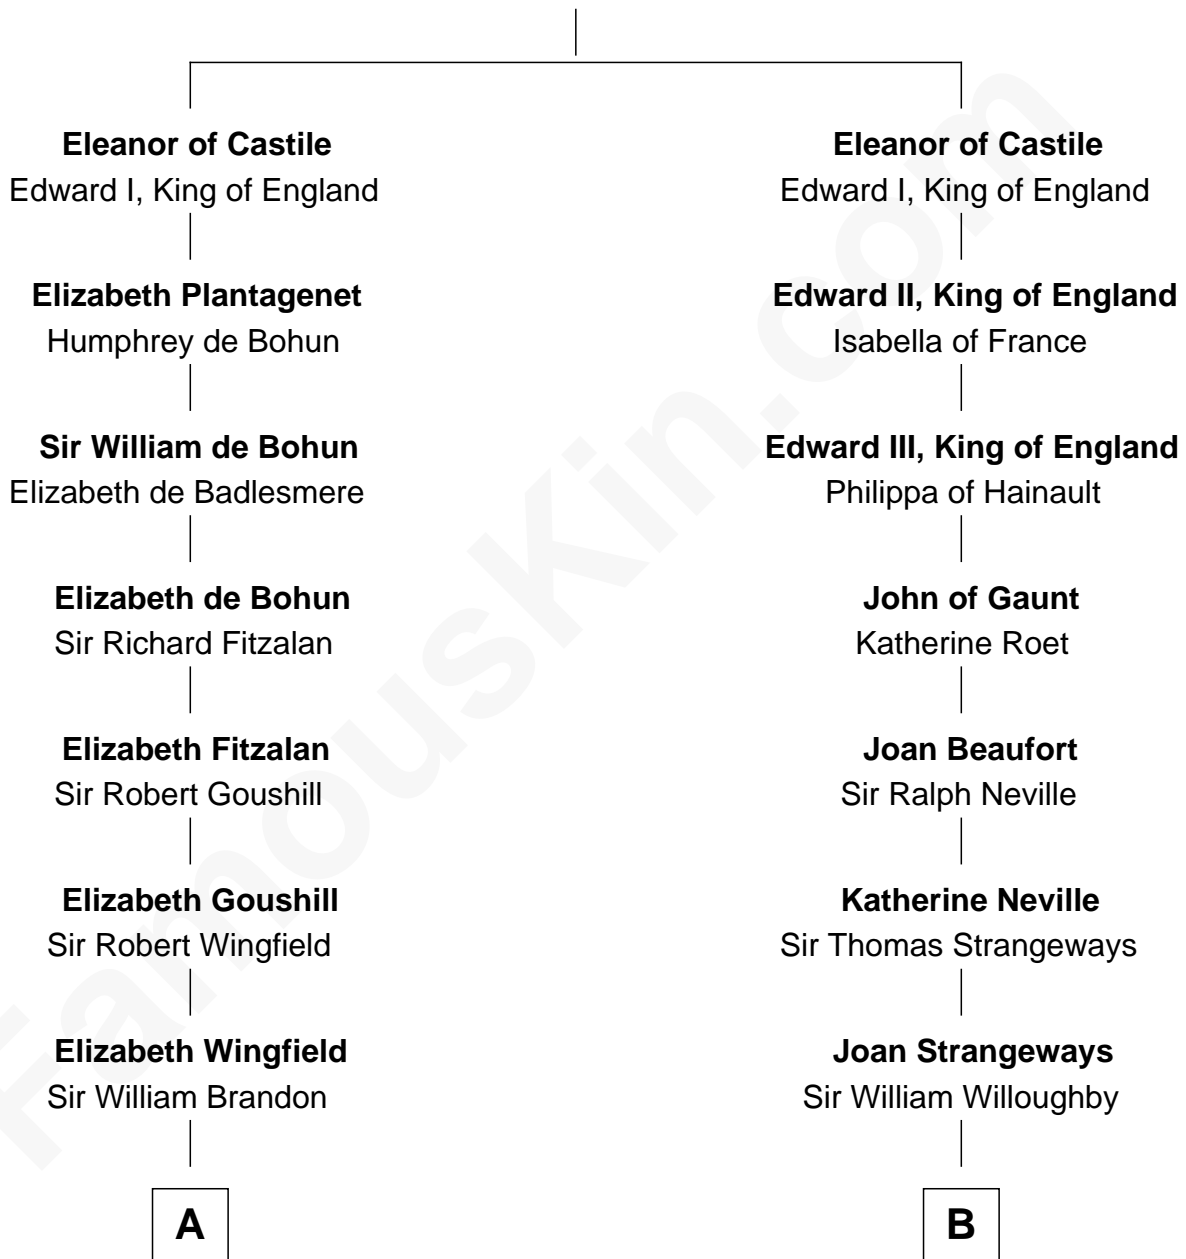 Eleanor of Castile
Edward I, King of England
Elizabeth Plantagenet
Humphrey de Bohun
Sir William de Bohun
Elizabeth de Badlesmere
Elizabeth de Bohun
Sir Richard Fitzalan
Elizabeth Fitzalan
Sir Robert Goushill
Elizabeth Goushill
Sir Robert Wingfield
Elizabeth Wingfield
Sir William Brandon
A
Eleanor of Castile
Edward I, King of England
Edward II, King of England
Isabella of France
Edward III, King of England
Philippa of Hainault
John of Gaunt
Katherine Roet
Joan Beaufort
Sir Ralph Neville
Katherine Neville
Sir Thomas Strangeways
Joan Strangeways
Sir William Willoughby
B
FamousKin.com